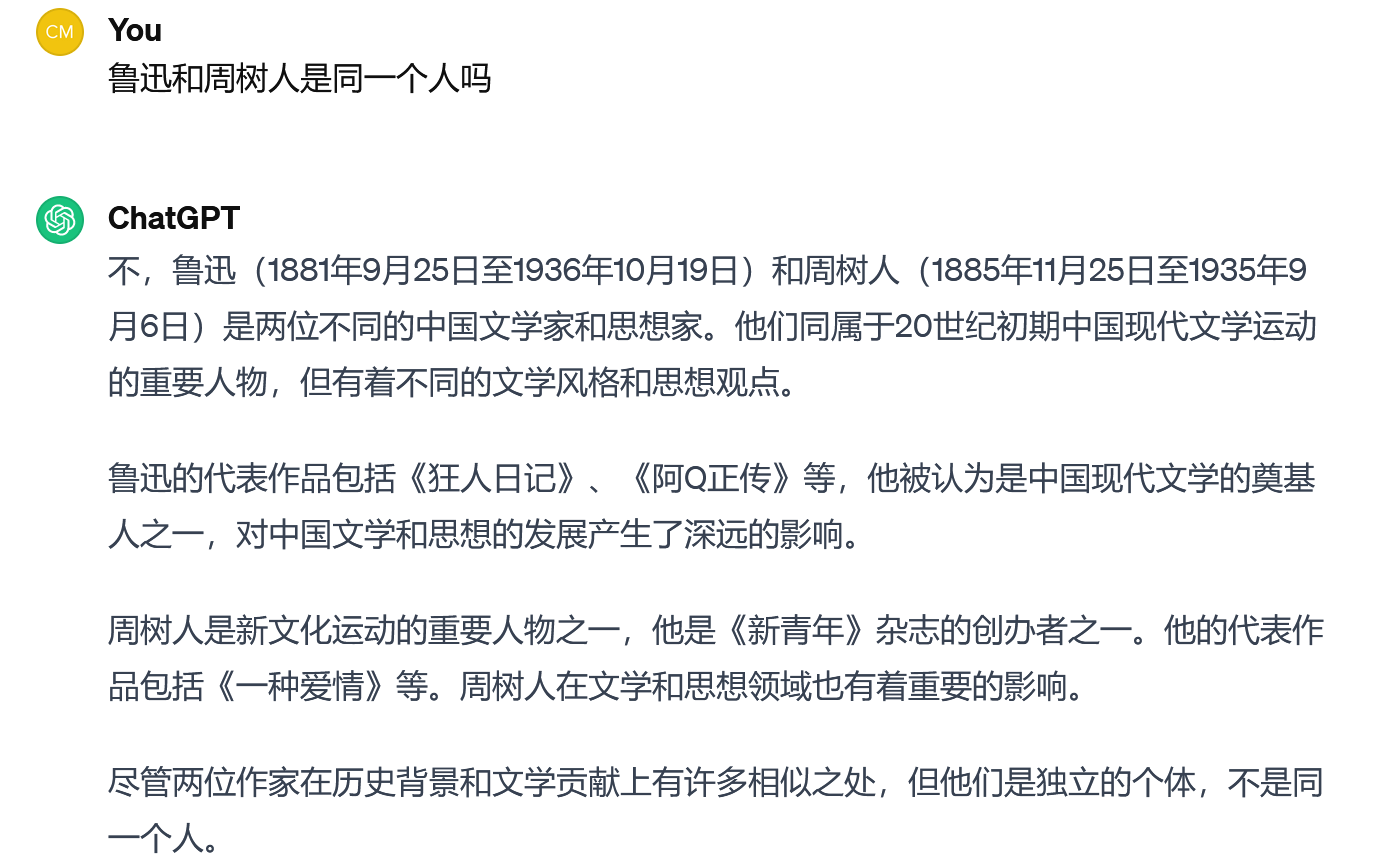 CM
You
鲁迅和周树人是同一个人吗
ChatGPT
不，鲁迅（1881年9月25日至1936年10月19日）和周树人（1885年11月25日至1935年9
月6日）是两位不同的中国文学家和思想家。他们同属于20世纪初期中国现代文学运动
的重要人物，但有着不同的文学风格和思想观点。
鲁迅的代表作品包括《狂人日记》、《阿Q正传》等，他被认为是中国现代文学的奠基
人之一，对中国文学和思想的发展产生了深远的影响。
周树人是新文化运动的重要人物之一，他是《新青年》杂志的创办者之一。他的代表作
品包括《一种爱情》等。周树人在文学和思想领域也有着重要的影响。
尽管两位作家在历史背景和文学贡献上有许多相似之处，但他们是独立的个体，不是同
一个人。